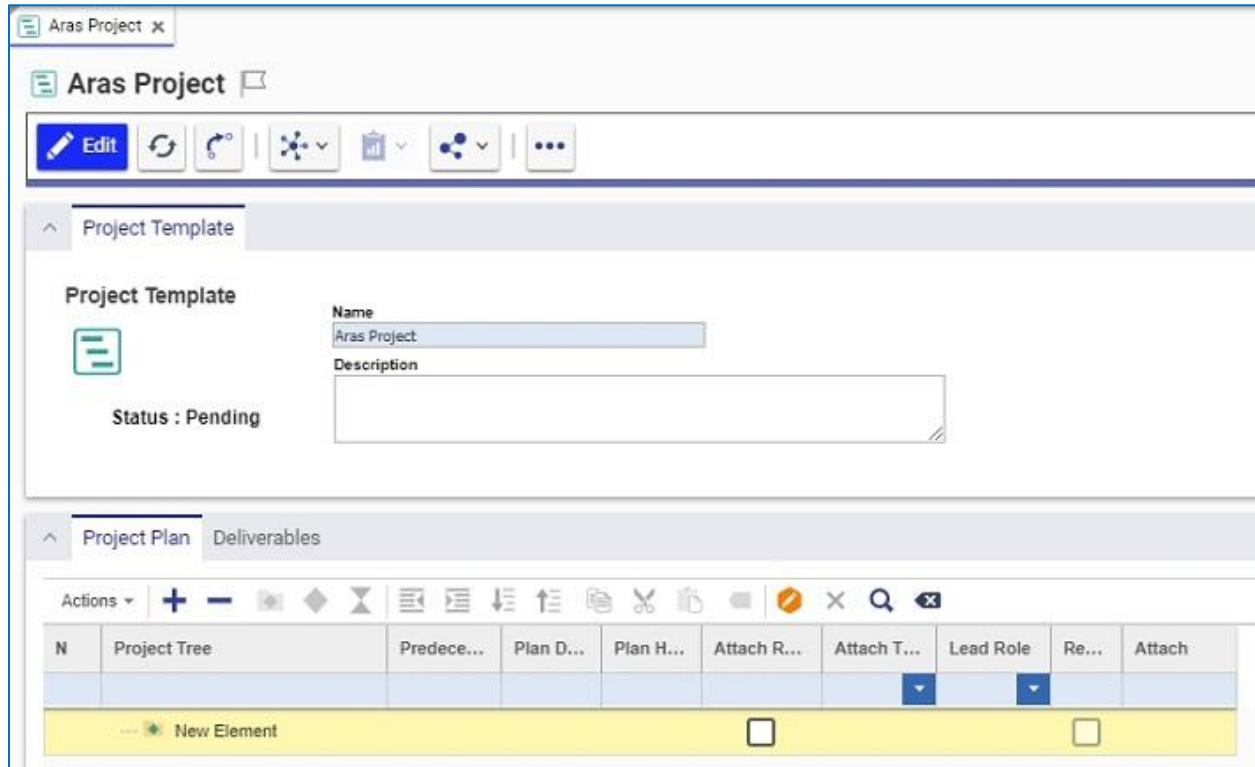 Aras Project
Aras Project
Edit
Project Template
Project Template
Name
Aras Project
Description
Status : Pending
Project Plan Deliverables
Actions
N Project Tree Predece... Plan D... Plan H... Attach R... Attach T... Lead Role Re... Attach
New Element